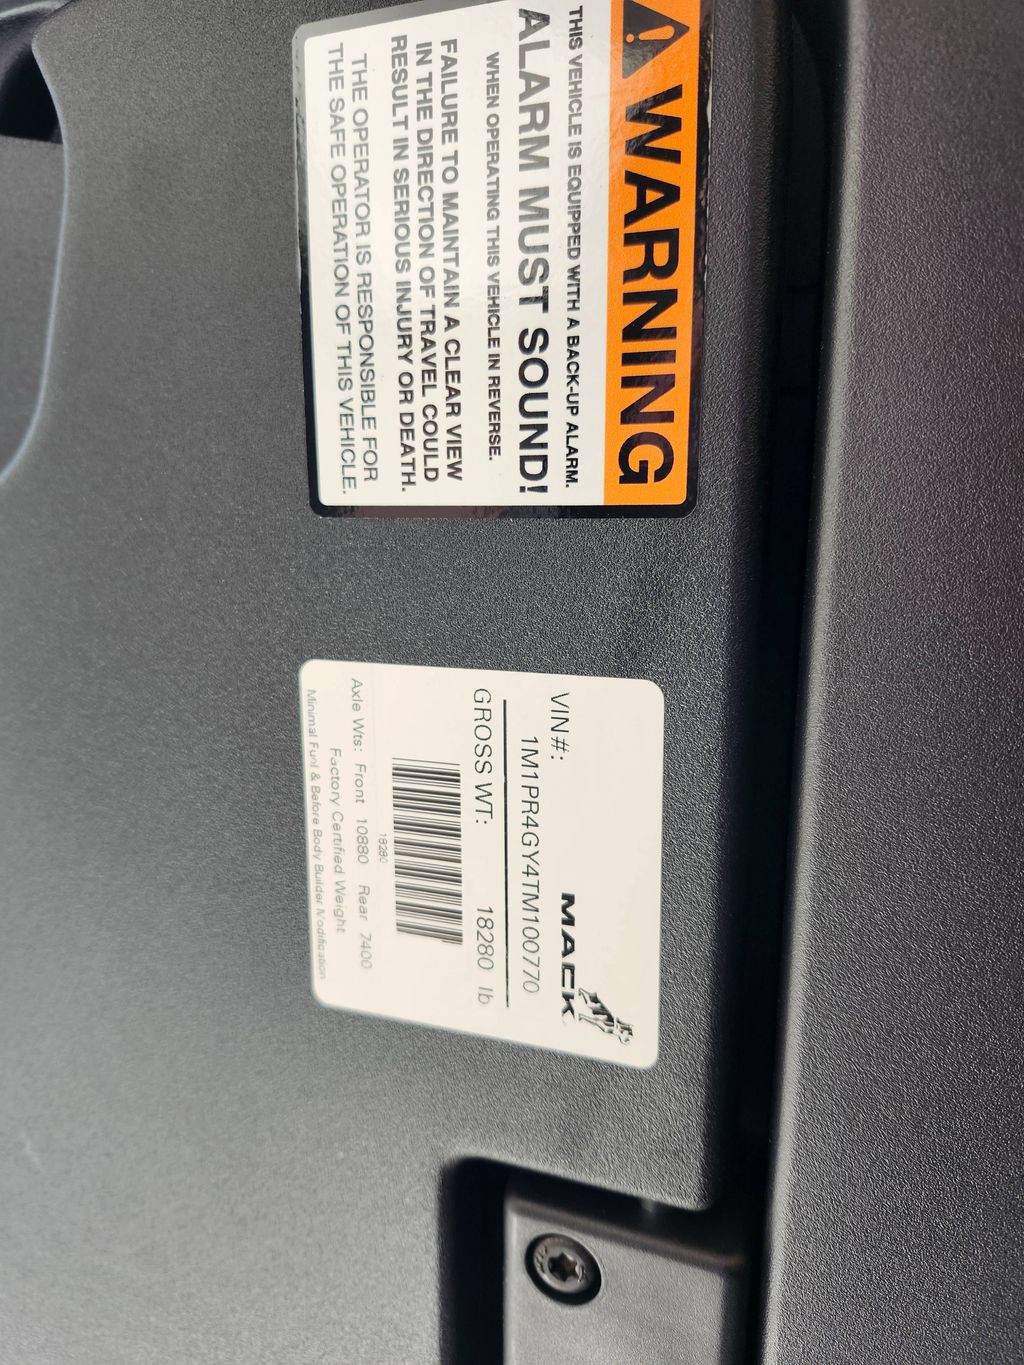 WARNING
THIS VEHICLE IS EQUIPPED WITH A BACK-UP ALARM.
ALARM MUST SOUND!
WHEN OPERATING THIS VEHICLE IN REVERSE.
FAILURE TO MAINTAIN A CLEAR VIEW
IN THE DIRECTION OF TRAVEL COULD
RESULT IN SERIOUS INJURY OR DEATH.
THE OPERATOR IS RESPONSIBLE FOR
THE SAFE OPERATION OF THIS VEHICLE.
MACK
VIN#:
1M1PR4GY4TM100770
GROSS WT: 18280 lb
18280
Axle Wts: Front 10880 Rear 7400
Factory Certified Weight
Minimal Fuel & Before Body Builder Modification